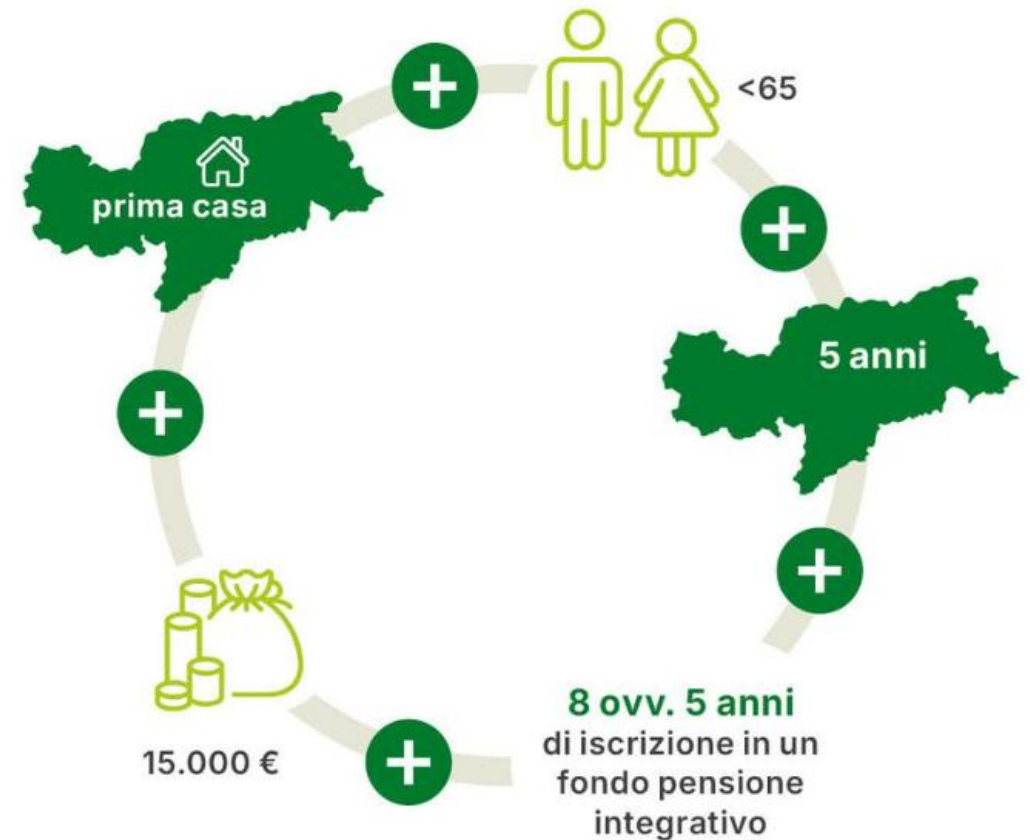 <65
prima casa
5 anni
8 ovv. 5 anni
di iscrizione in un
fondo pensione
integrativo
15.000 €